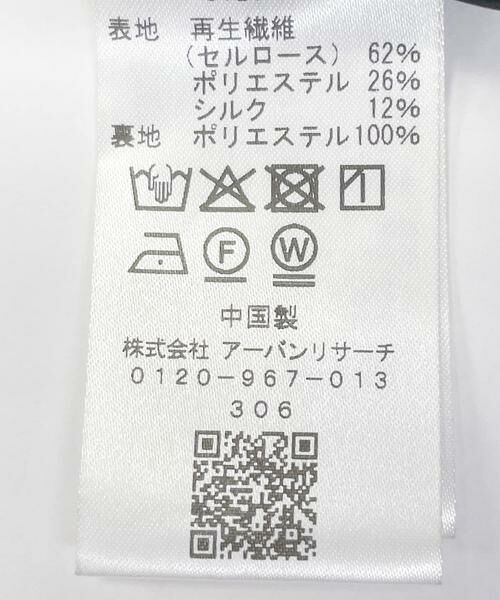 表地 再生繊維
(セルロース) 62%
ポリエステル 26%
シルク 12%
裏地 ポリエステル100%
F W
中国製
株式会社 アーバンリサーチ
0120-967-013
306